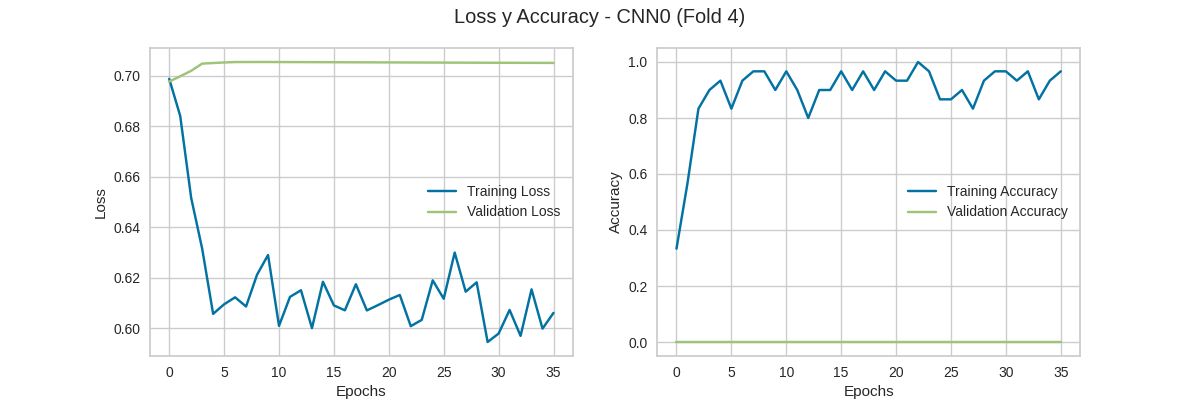 Loss y Accuracy - CNN0 (Fold 4)
Loss
0.70
0.68
0.66
0.64
0.62
0.60
Training Loss
Validation Loss
0 5 10 15 20 25 30 35
Epochs
Accuracy
1.0
0.8
0.6
0.4
0.2
0.0
Training Accuracy
Validation Accuracy
0 5 10 15 20 25 30 35
Epochs